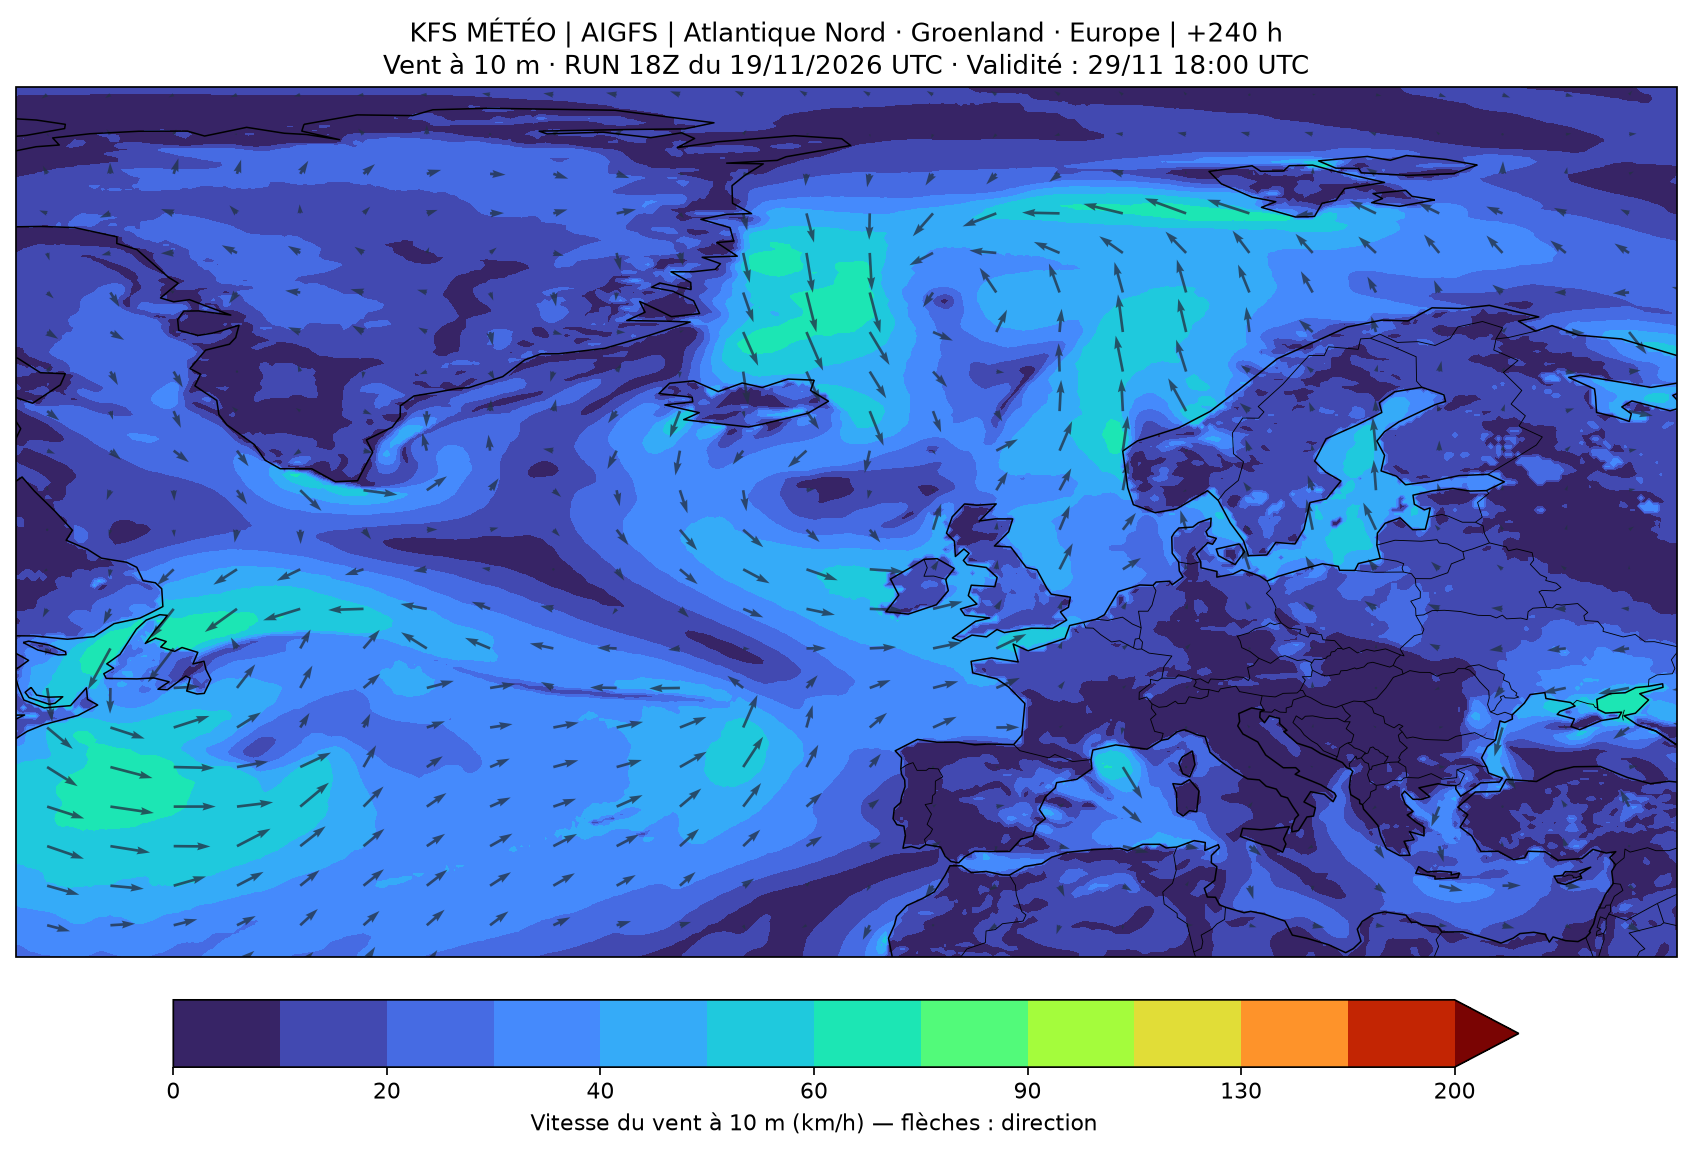 KFS MÉTÉO | AIGFS | Atlantique Nord · Groenland · Europe | +240 h
Vent à 10 m · RUN 18Z du 19/11/2026 UTC · Validité : 29/11 18:00 UTC
0 20 40 60 90 130 200
Vitesse du vent à 10 m (km/h) — flèches : direction